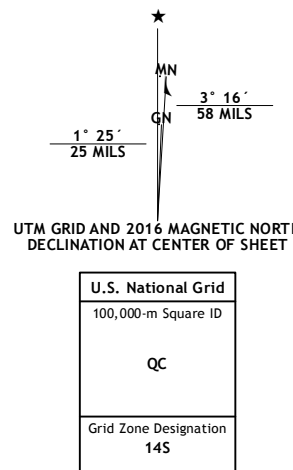 ★
MN
GN
3° 16´
58 MILS
1° 25´
25 MILS
UTM GRID AND 2016 MAGNETIC NORTH
DECLINATION AT CENTER OF SHEET
U.S. National Grid
100,000-m Square ID
QC
Grid Zone Designation
14S